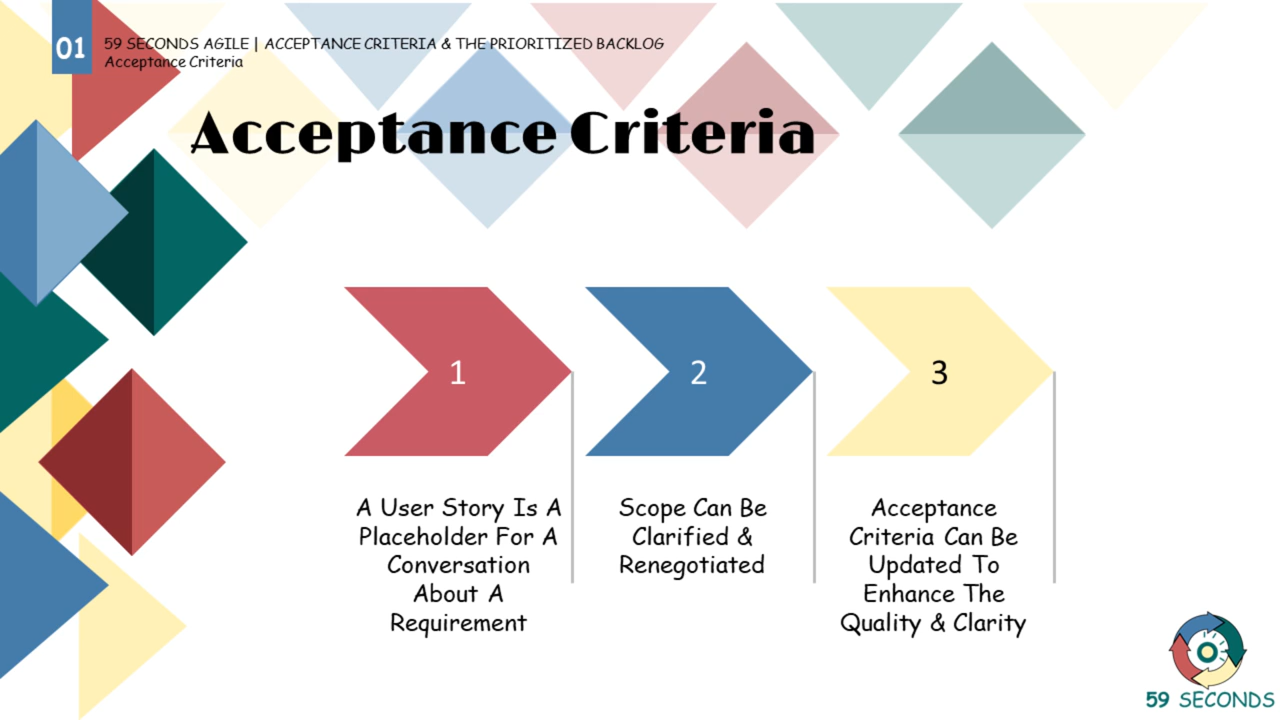 01
59 SECONDS AGILE | ACCEPTANCE CRITERIA & THE PRIORITIZED BACKLOG
Acceptance Criteria
Acceptance Criteria
1
2
3
A User Story Is A
Placeholder For A
Conversation
About A
Requirement
Scope Can Be
Clarified &
Renegotiated
Acceptance
Criteria Can Be
Updated To
Enhance The
Quality & Clarity
59 SECONDS